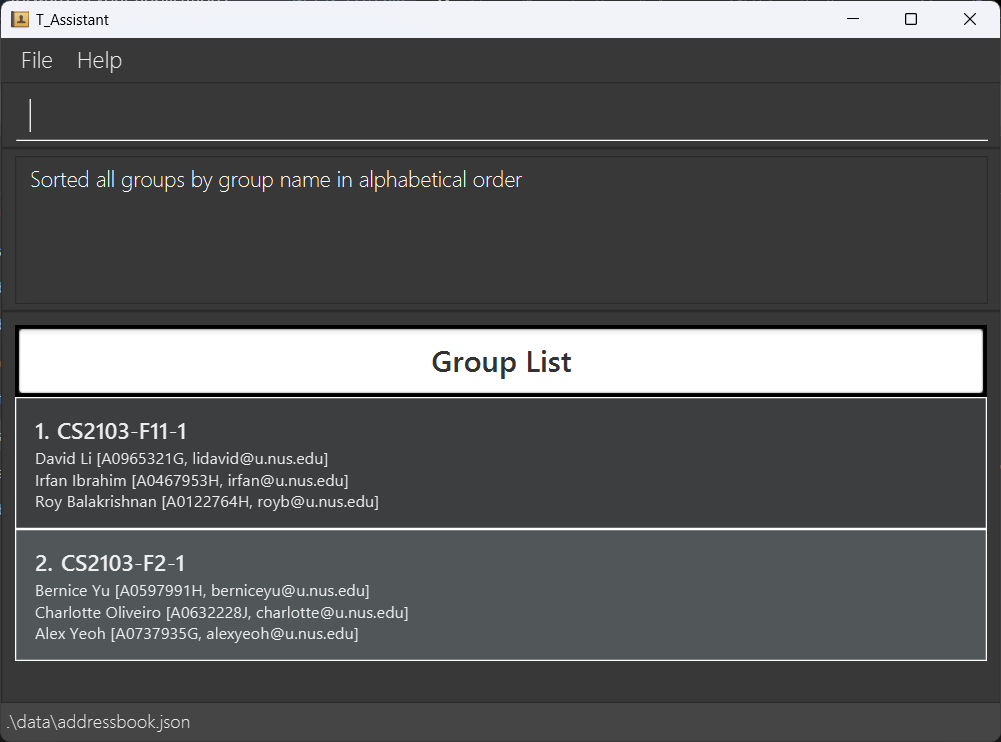 T_Assistant
File Help
Sorted all groups by group name in alphabetical order
Group List
1. CS2103-F11-1
David Li [A0965321G, lidavid@u.nus.edu]
Irfan Ibrahim [A0467953H, irfan@u.nus.edu]
Roy Balakrishnan [A0122764H, royb@u.nus.edu]
2. CS2103-F2-1
Bernice Yu [A0597991H, berniceyu@u.nus.edu]
Charlotte Oliveiro [A0632228J, charlotte@u.nus.edu]
Alex Yeoh [A0737935G, alexyeoh@u.nus.edu]
.\data\addressbook.json